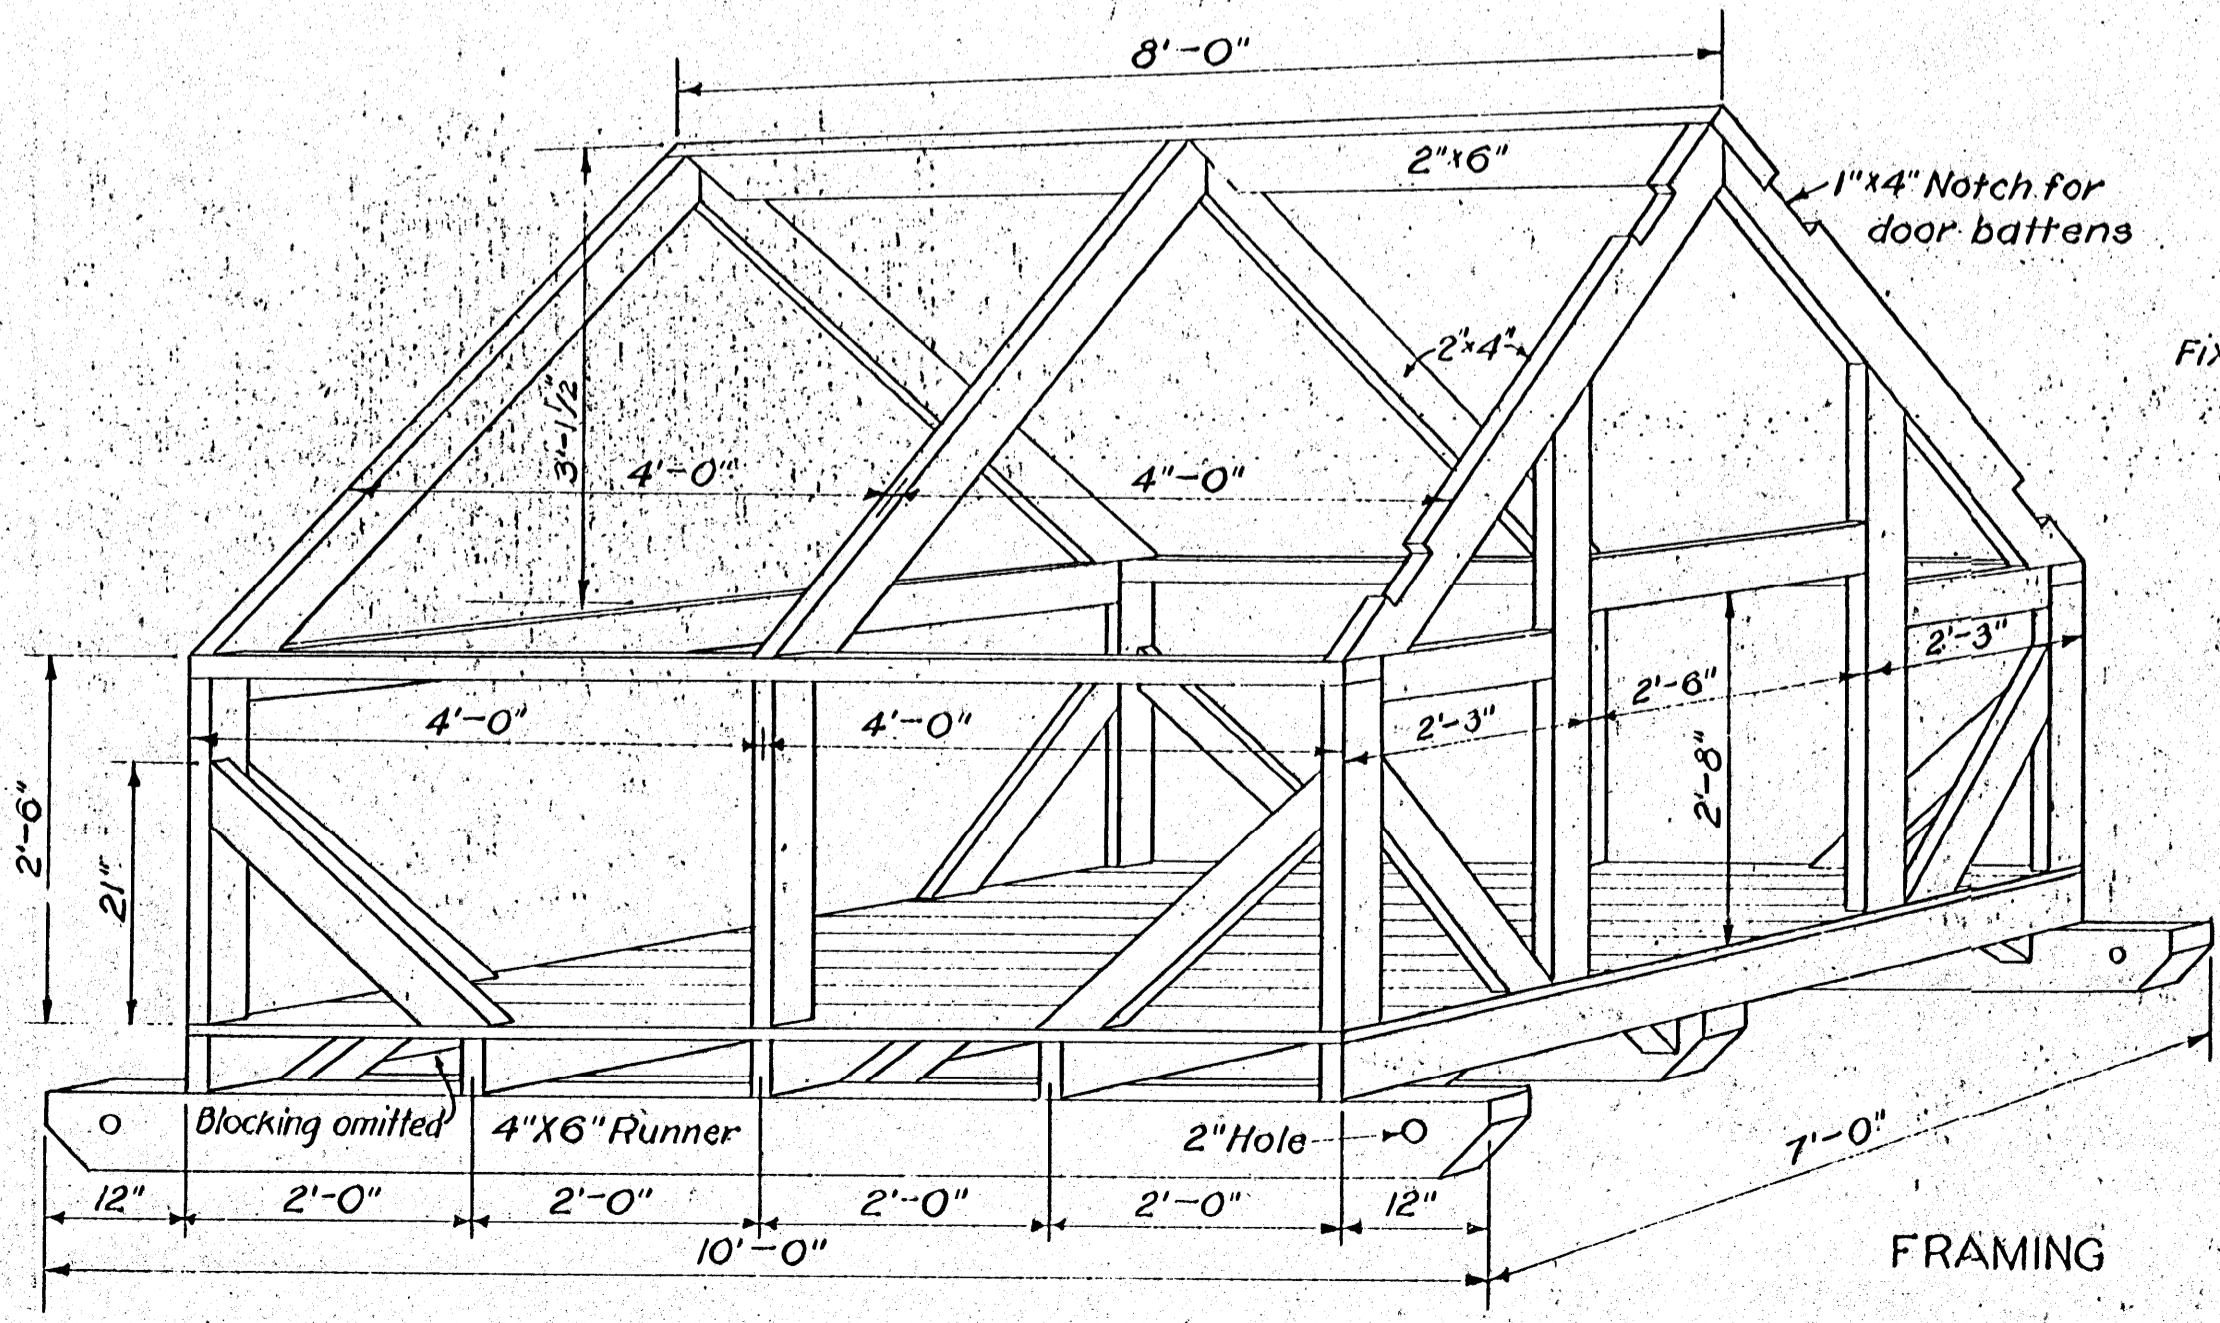 8'-0"
2"x6"
1"x4" Notch for
door battens
Fix
2"x4"
3'-1½"
4'-0"
4"-0"
2'-3"
2'-6"
4'-0"
4'-0"
2'-3"
2'-8"
2'-6"
21"
Blocking omitted
4"X6" Runner
2" Hole
7'-0"
12"
2'-0"
2'-0"
2'-0"
2'-0"
12"
10'-0"
FRAMING